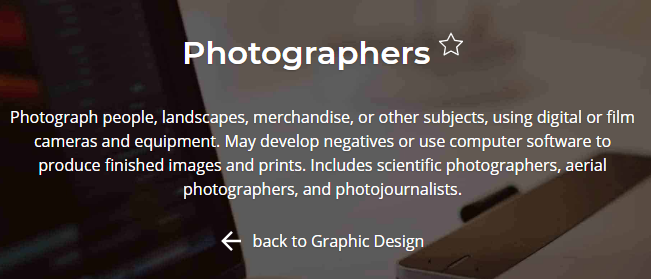 Photographers
Photograph people, landscapes, merchandise, or other subjects, using digital or film
cameras and equipment. May develop negatives or use computer software to
produce finished images and prints. Includes scientific photographers, aerial
photographers, and photojournalists.
back to Graphic Design